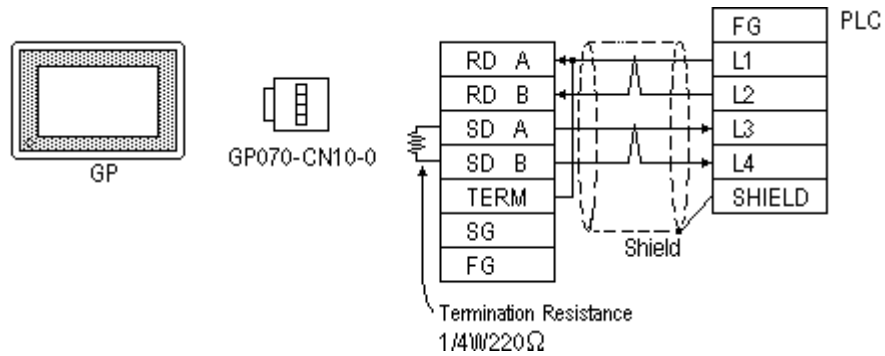 GP
GP070-CN10-0
RD A
RD B
SD A
SD B
TERM
SG
FG
Termination Resistance
1/4W220Ω
Shield
FG
L1
L2
L3
L4
SHIELD
PLC